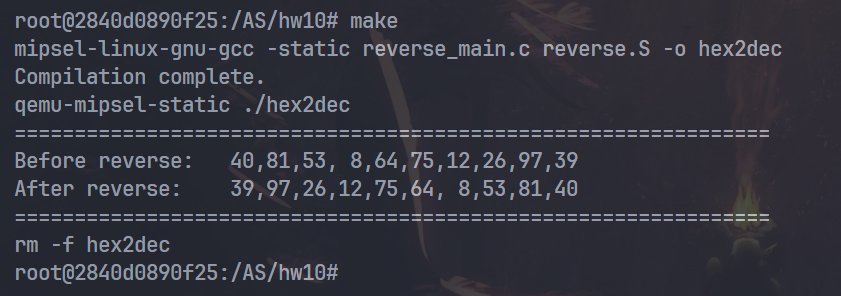 root@2840d0890f25:/AS/hw10# make
mipsel-linux-gnu-gcc -static reverse_main.c reverse.S -o hex2dec
Compilation complete.
qemu-mipsel-static ./hex2dec
===============================================================
Before reverse:   40,81,53, 8,64,75,12,26,97,39
After reverse:    39,97,26,12,75,64, 8,53,81,40
===============================================================
rm -f hex2dec
root@2840d0890f25:/AS/hw10#